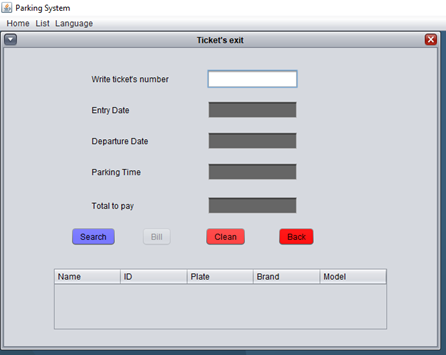 Parking System
Home List Language
Ticket's exit
Write ticket's number
Entry Date
Departure Date
Parking Time
Total to pay
Search Bill Clean Back
Name ID Plate Brand Model